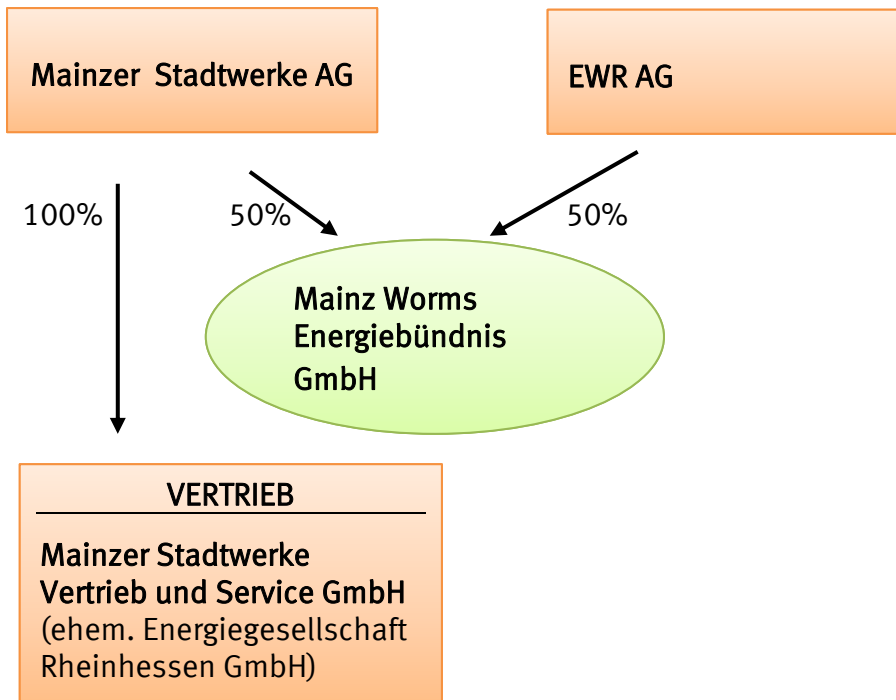 Mainzer Stadtwerke AG
EWR AG
100%
50%
50%
Mainz Worms
Energiebündnis
GmbH
VERTRIEB
Mainzer Stadtwerke
Vertrieb und Service GmbH
(ehem. Energiegesellschaft
Rheinhessen GmbH)